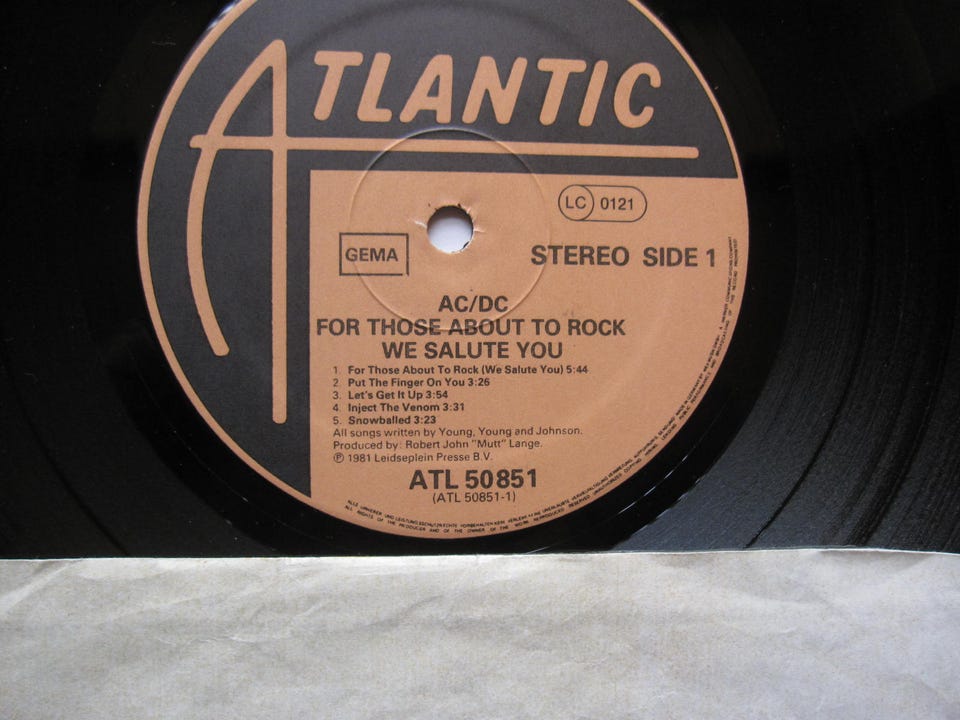 ATLANTIC
LC 0121
GEMA
STEREO SIDE 1
AC/DC
FOR THOSE ABOUT TO ROCK
WE SALUTE YOU
1. For Those About To Rock (We Salute You) 5:44
2. Put The Finger On You 3:26
3. Let's Get It Up 3:54
4. Inject The Venom 3:31
5. Snowballed 3:23
All songs written by Young, Young and Johnson.
Produced by: Robert John "Mutt" Lange.
℗ 1981 Leidseplein Presse B.V.
ATL 50 851
(ATL 50851-1)